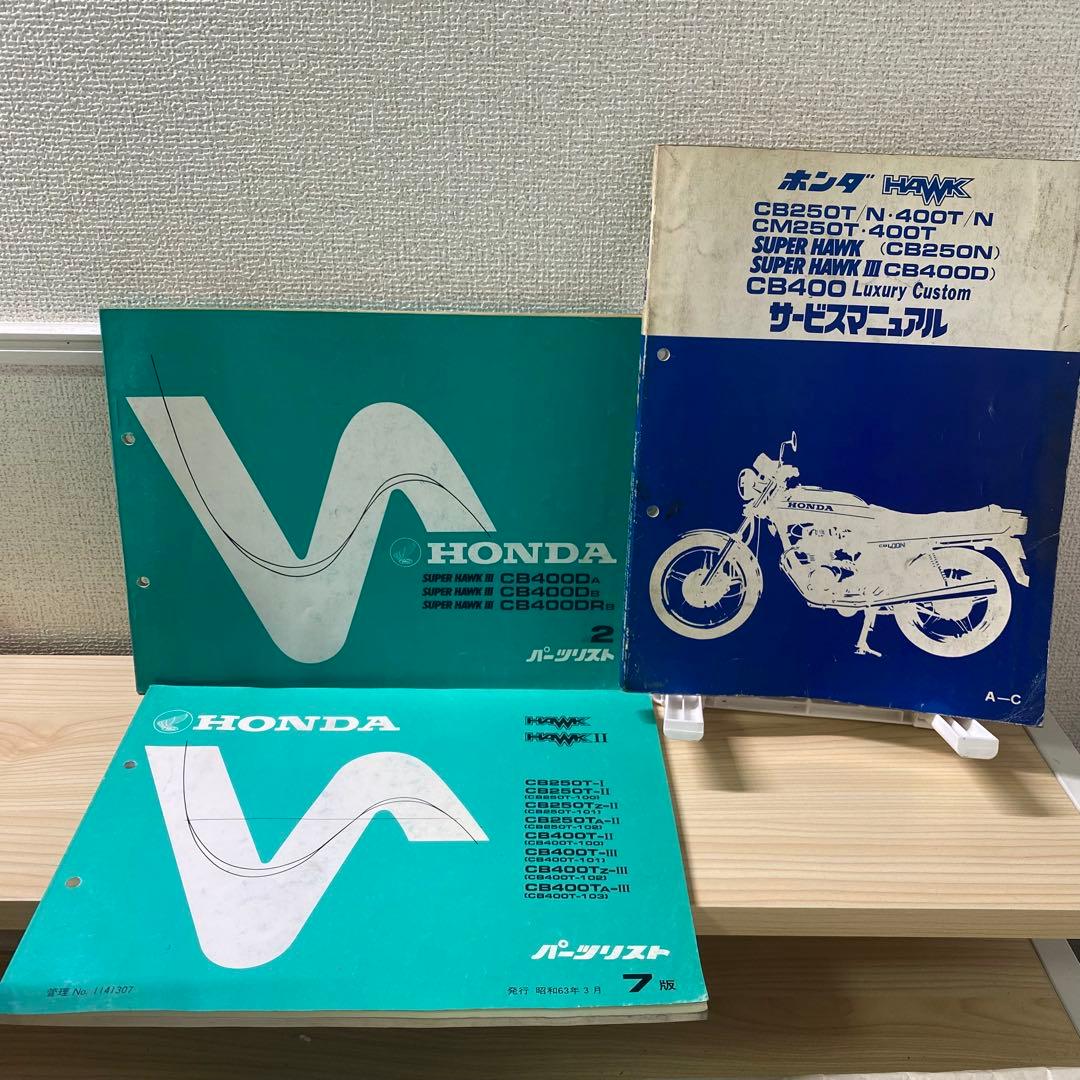 HONDA
SUPER HAWK III CB400DA
SUPER HAWK III CB400DB
SUPER HAWK III CB400DRB
2
パーツリスト
ホンダ HAWK
CB250T/N・400T/N
CM250T・400T
SUPER HAWK (CB250N)
SUPER HAWK III CB400D)
CB400 Luxury Custom
サービスマニュアル
HONDA
CB400N
A—C
HONDA
HAWK
HAWK II
CB250T-I
CB250T-II
(CB250T-100)
CB250TZ-II
(CB250T-101)
CB250TA-II
(CB250T-102)
CB400T-II
(CB400T-100)
CB400T-III
(CB400T-101)
CB400TZ-III
(CB400T-102)
CB400TA-III
(CB400T-103)
パーツリスト
管理 No. 1141307
発行 昭和63年3月
7版